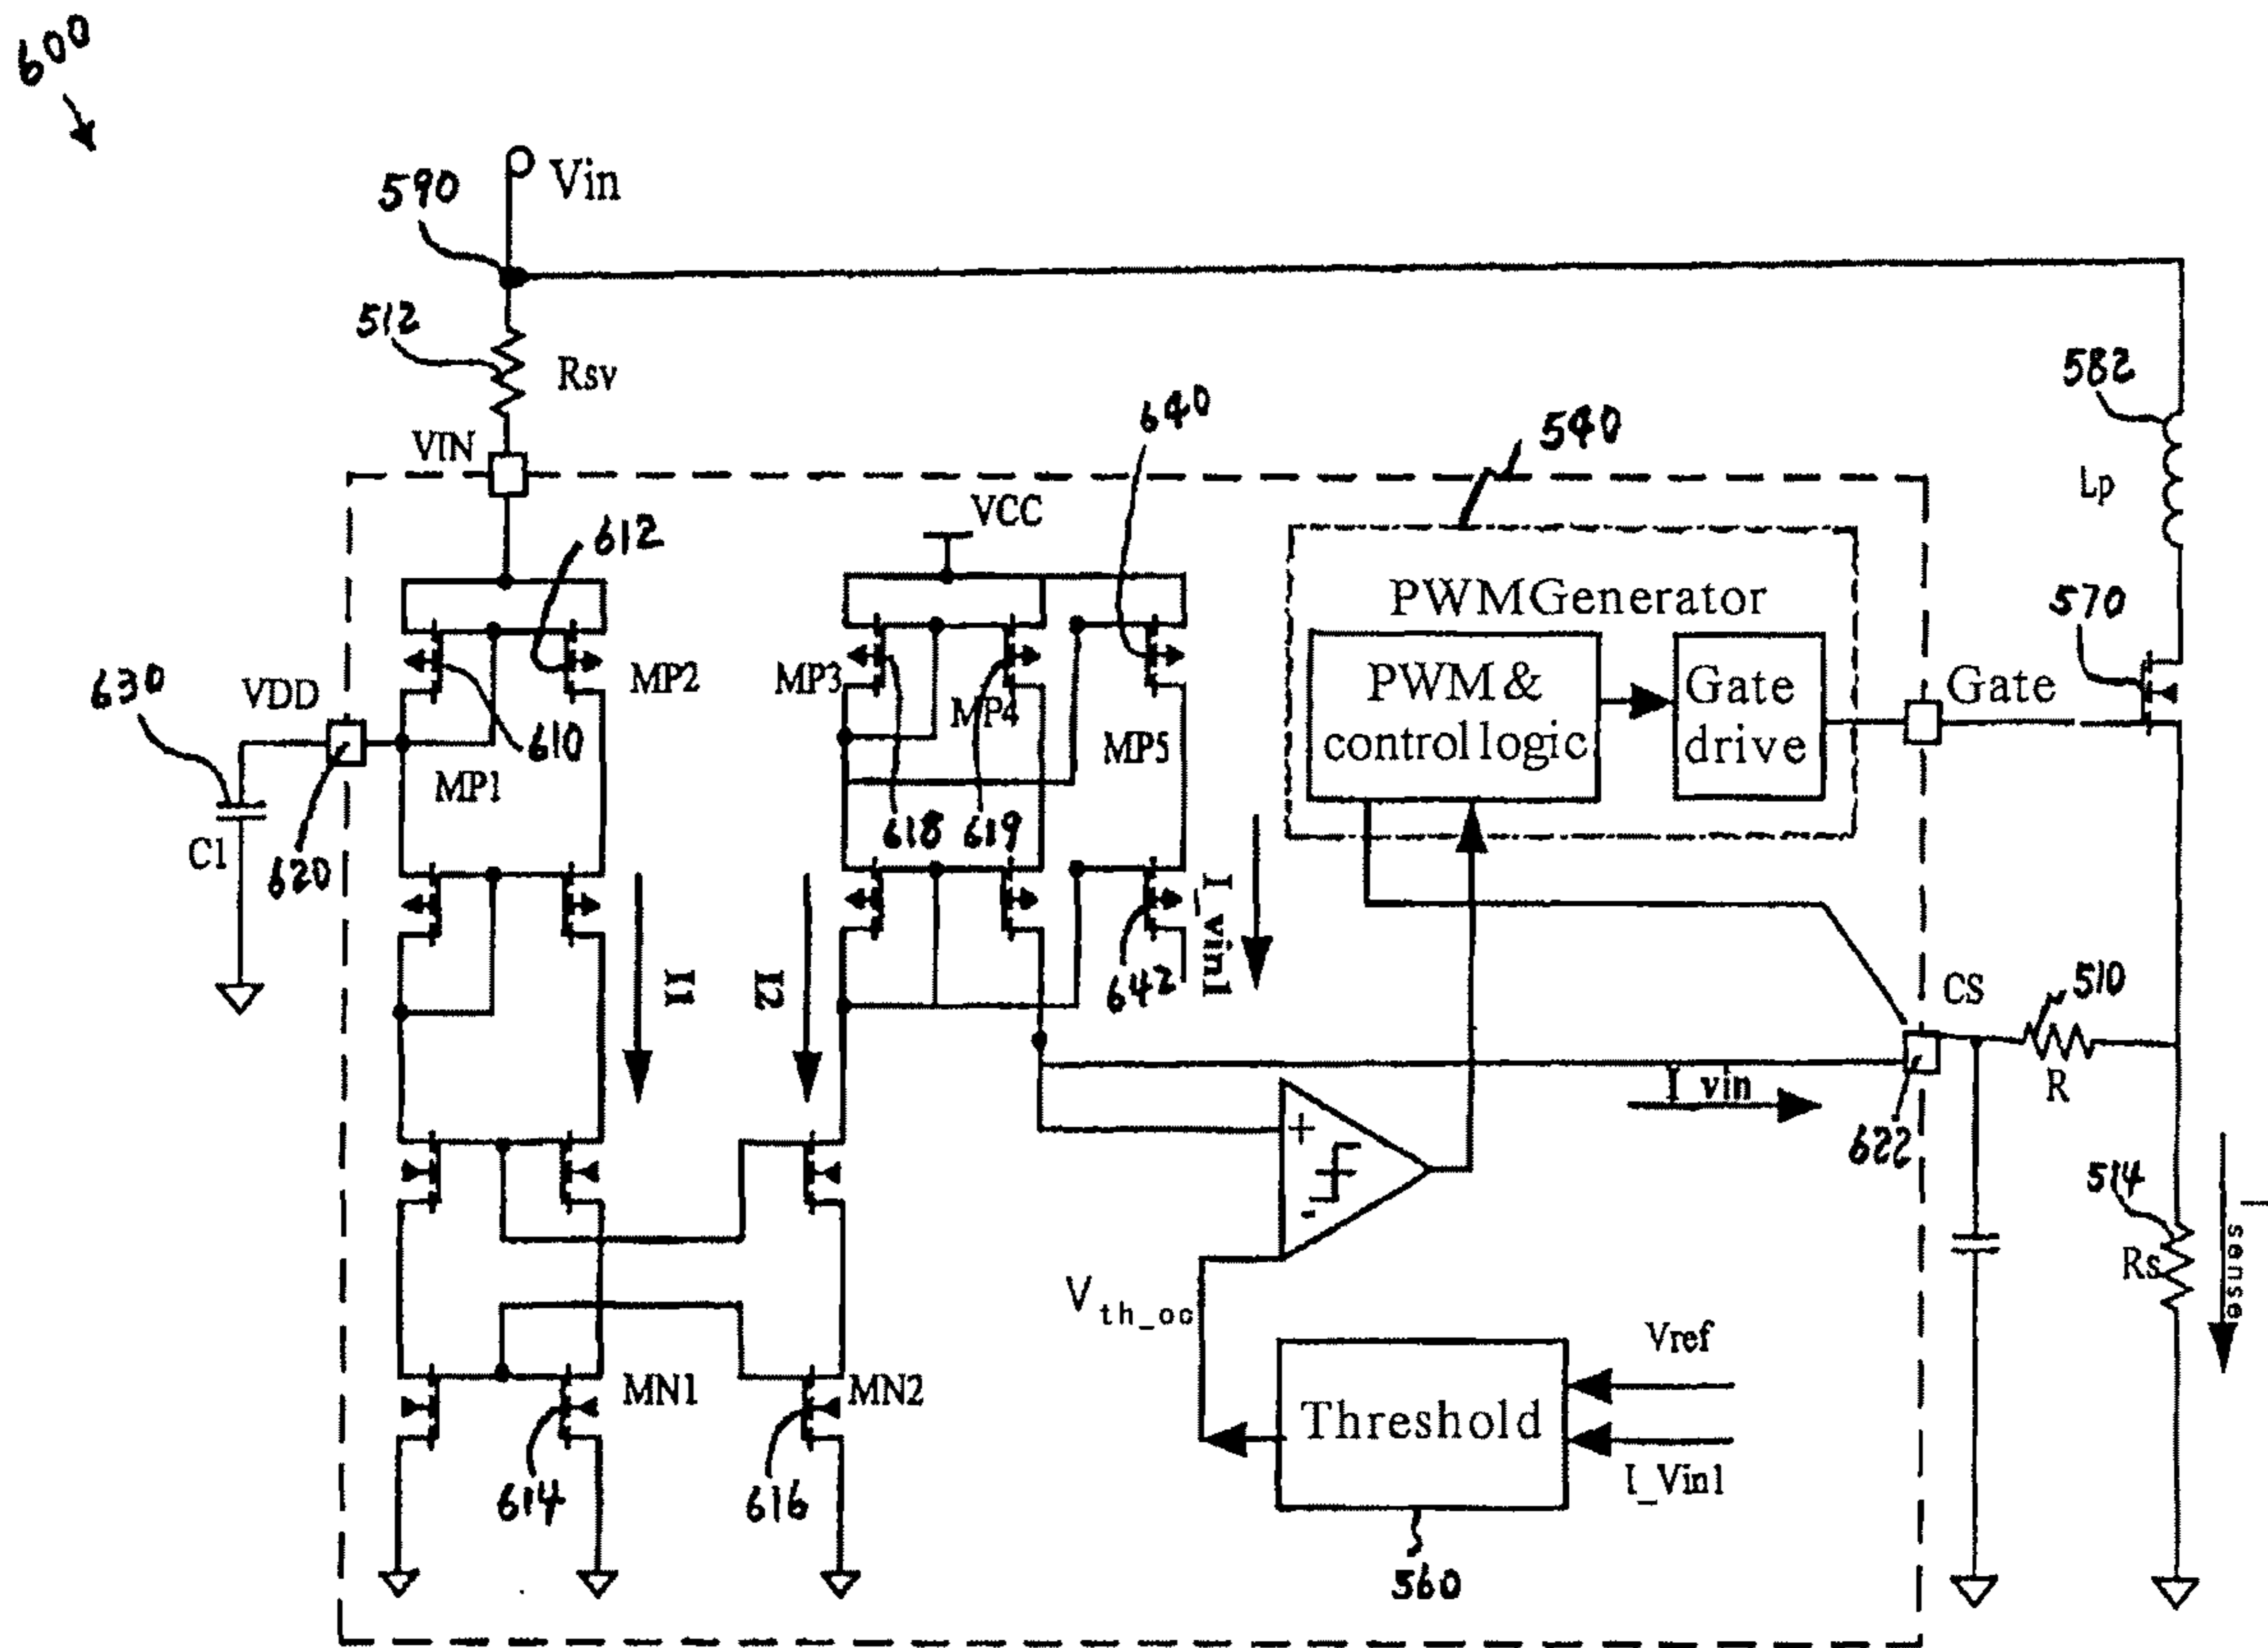 600
Vin
590
512
Rsv
VIN
582
Lp
640
540
VCC
612
PWMGenerator
570
630
VDD
MP2
MP3
MP4
PWM &
control logic
Gate
drive
Gate
610
MP1
MP5
C1
620
618
619
I1
I2
I_vin1
642
CS
510
R
I_vin
622
514
Rs
I_sense
+
-
V th_oc
Vref
Threshold
I_Vin1
MN1
MN2
614
616
560